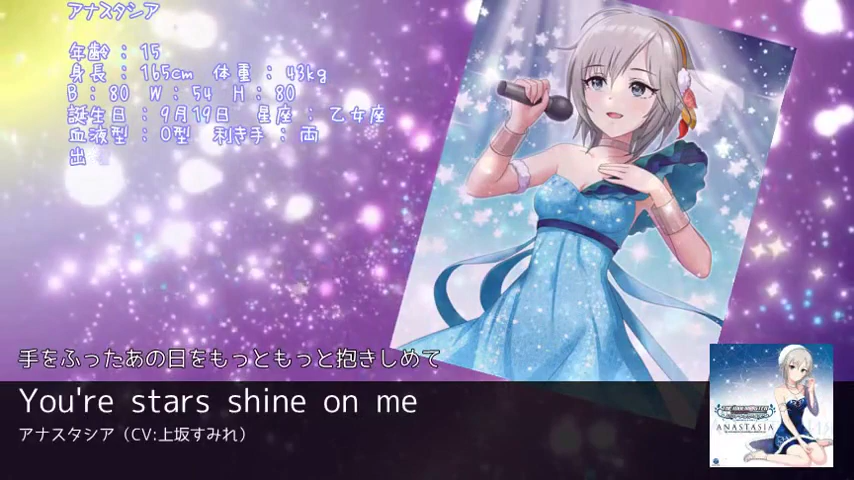 アナスタシア
年齢 : 15
身長 : 165cm 体重 : 43kg
B : 80 W : 54 H : 80
誕生日 : 9月19日 星座 : 乙女座
血液型 : O型 利き手 : 両
出
手をふったあの日をもっともっと抱きしめて
You're stars shine on me
アナスタシア（CV:上坂すみれ）
ANASTASIA